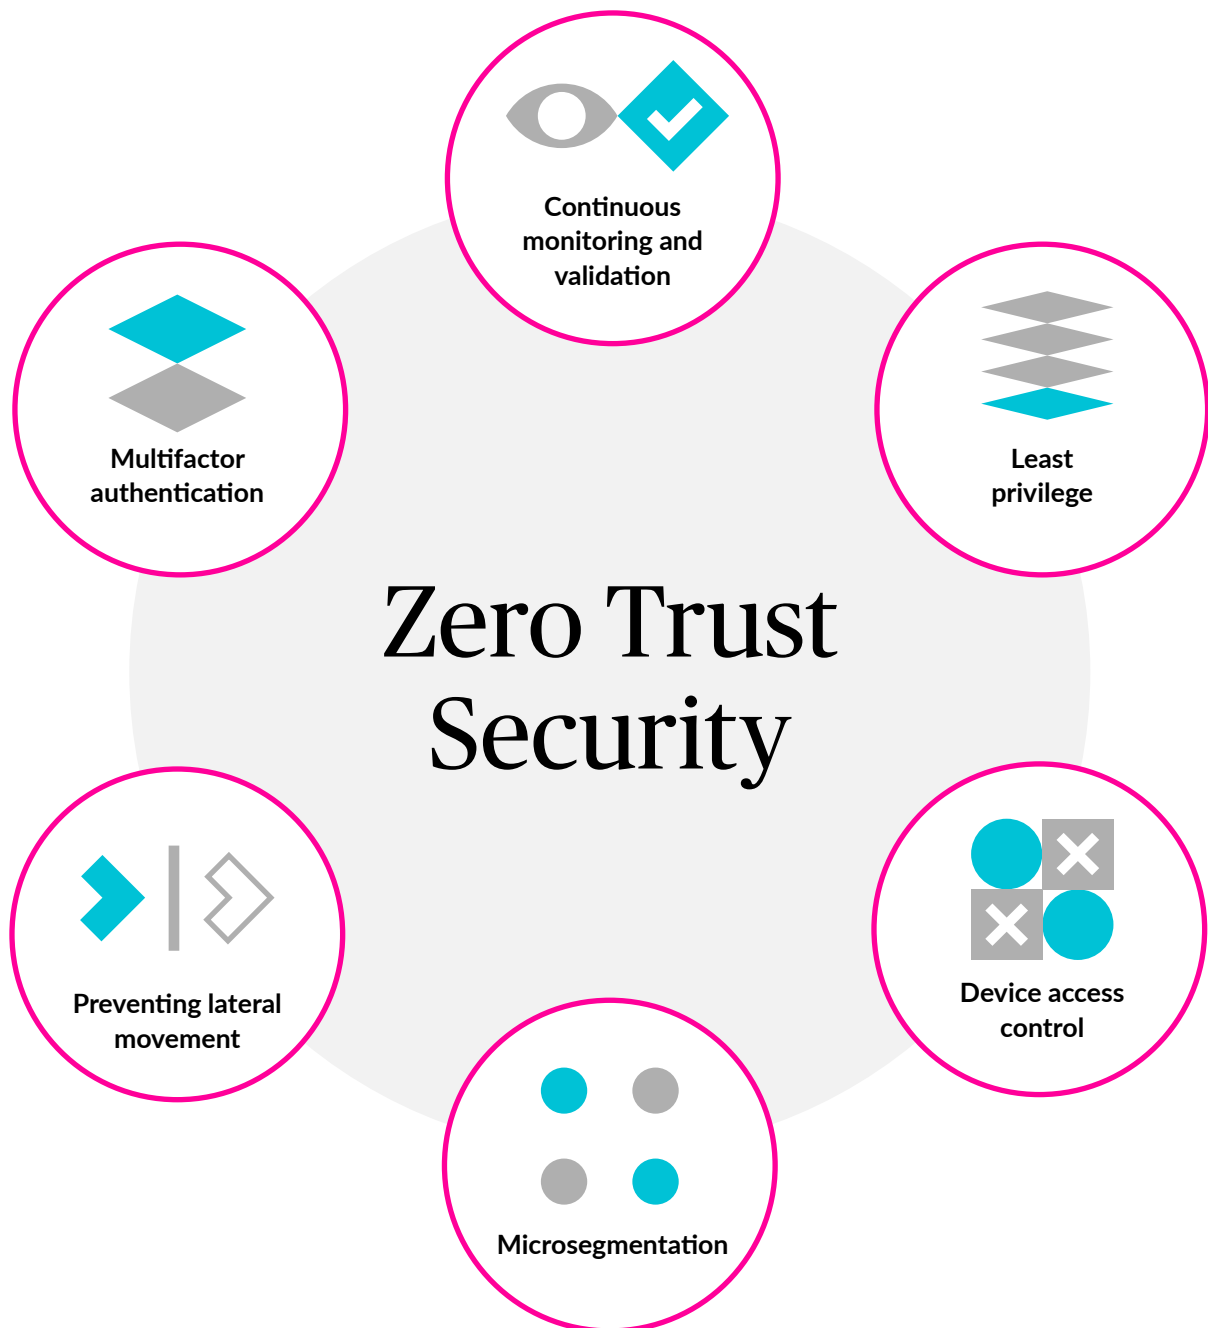 Continuous
monitoring and
validation
Multifactor
authentication
Least
privilege
Zero Trust
Security
Preventing lateral
movement
Device access
control
Microsegmentation